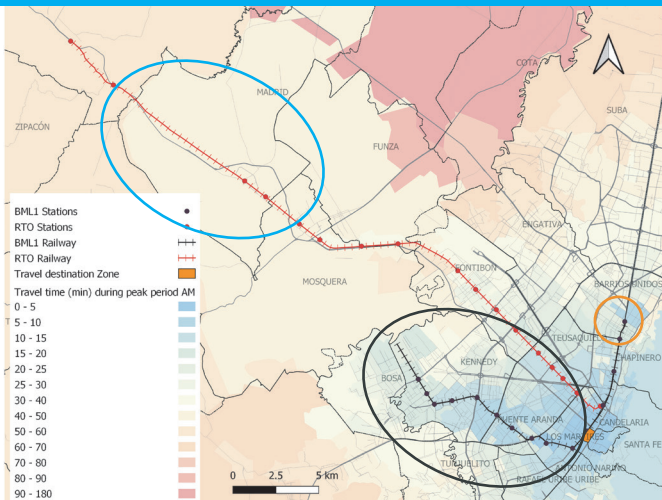 COTA
MADRID
SUBA
ZIPACÓN
FUNZA
ENGATIVA
BML1 Stations
RTO Stations
BML1 Railway
RTO Railway
Travel destination Zone
Travel time (min) during peak period AM
0 - 5
5 - 10
10 - 15
15 - 20
20 - 25
25 - 30
30 - 40
40 - 50
50 - 60
60 - 70
70 - 80
80 - 90
90 - 180
FONTIBON
MOSQUERA
BARRIOS UNIDOS
TEUSAQUILLO
CHAPINERO
KENNEDY
BOSA
PUENTE ARANDA
CANDELARIA
LOS MARTIRES
SANTA FE
TUNJUELITO
ANTONIO NARIÑO
RAFAEL URIBE URIBE
0 2.5 5 km